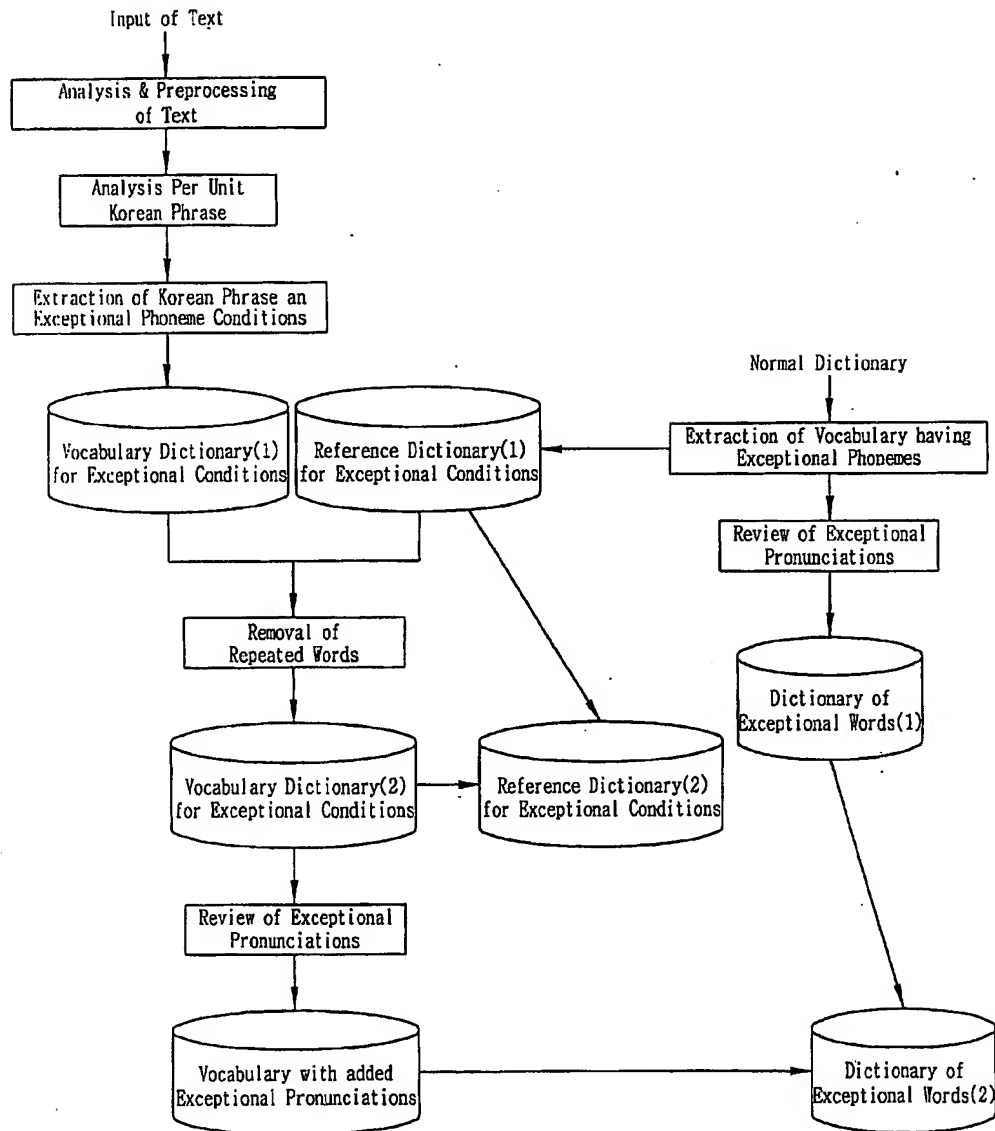 Input of Text
Analysis & Preprocessing
of Text
Analysis Per Unit
Korean Phrase
Extraction of Korean Phrase an
Exceptional Phoneme Conditions
Normal Dictionary
Vocabulary Dictionary(1)
for Exceptional Conditions
Reference Dictionary(1)
for Exceptional Conditions
Extraction of Vocabulary having
Exceptional Phonemes
Review of Exceptional
Pronunciations
Removal of
Repeated Words
Dictionary of
Exceptional Words(1)
Vocabulary Dictionary(2)
for Exceptional Conditions
Reference Dictionary(2)
for Exceptional Conditions
Review of Exceptional
Pronunciations
Vocabulary with added
Exceptional Pronunciations
Dictionary of
Exceptional Words(2)